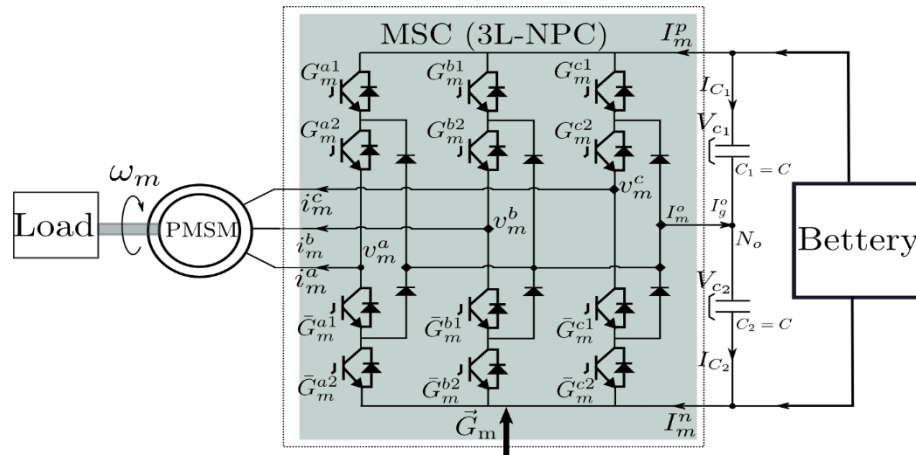 MSC (3L-NPC)
I_m^p
G_m^{a1} G_m^{b1} G_m^{c1}
I_{C_1}
G_m^{a2} G_m^{b2} G_m^{c2}
V_{c_1}
C_1 = C
ω_m
v_m^c
i_m^c
I_m^o I_g^o
Load
PMSM
v_m^b
i_m^b
N_o
Bettery
v_m^a
i_m^a
V_{c_2}
Ḡ_m^{a1} Ḡ_m^{b1} Ḡ_m^{c1}
C_2 = C
I_{C_2}
Ḡ_m^{a2} Ḡ_m^{b2} Ḡ_m^{c2}
G⃗_m
I_m^n